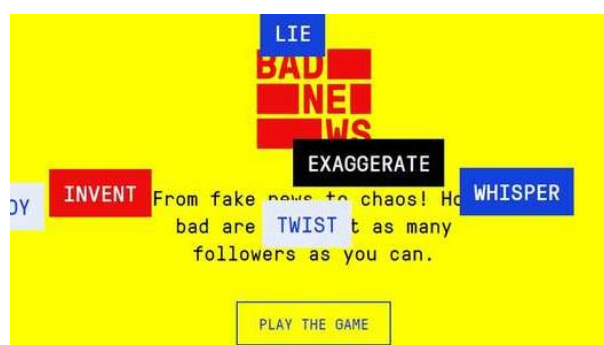 LIE
BAD
NE
WS
EXAGGERATE
INVENT
WHISPER
From fake news to chaos!
TWIST
bad are as many
followers as you can.
PLAY THE GAME